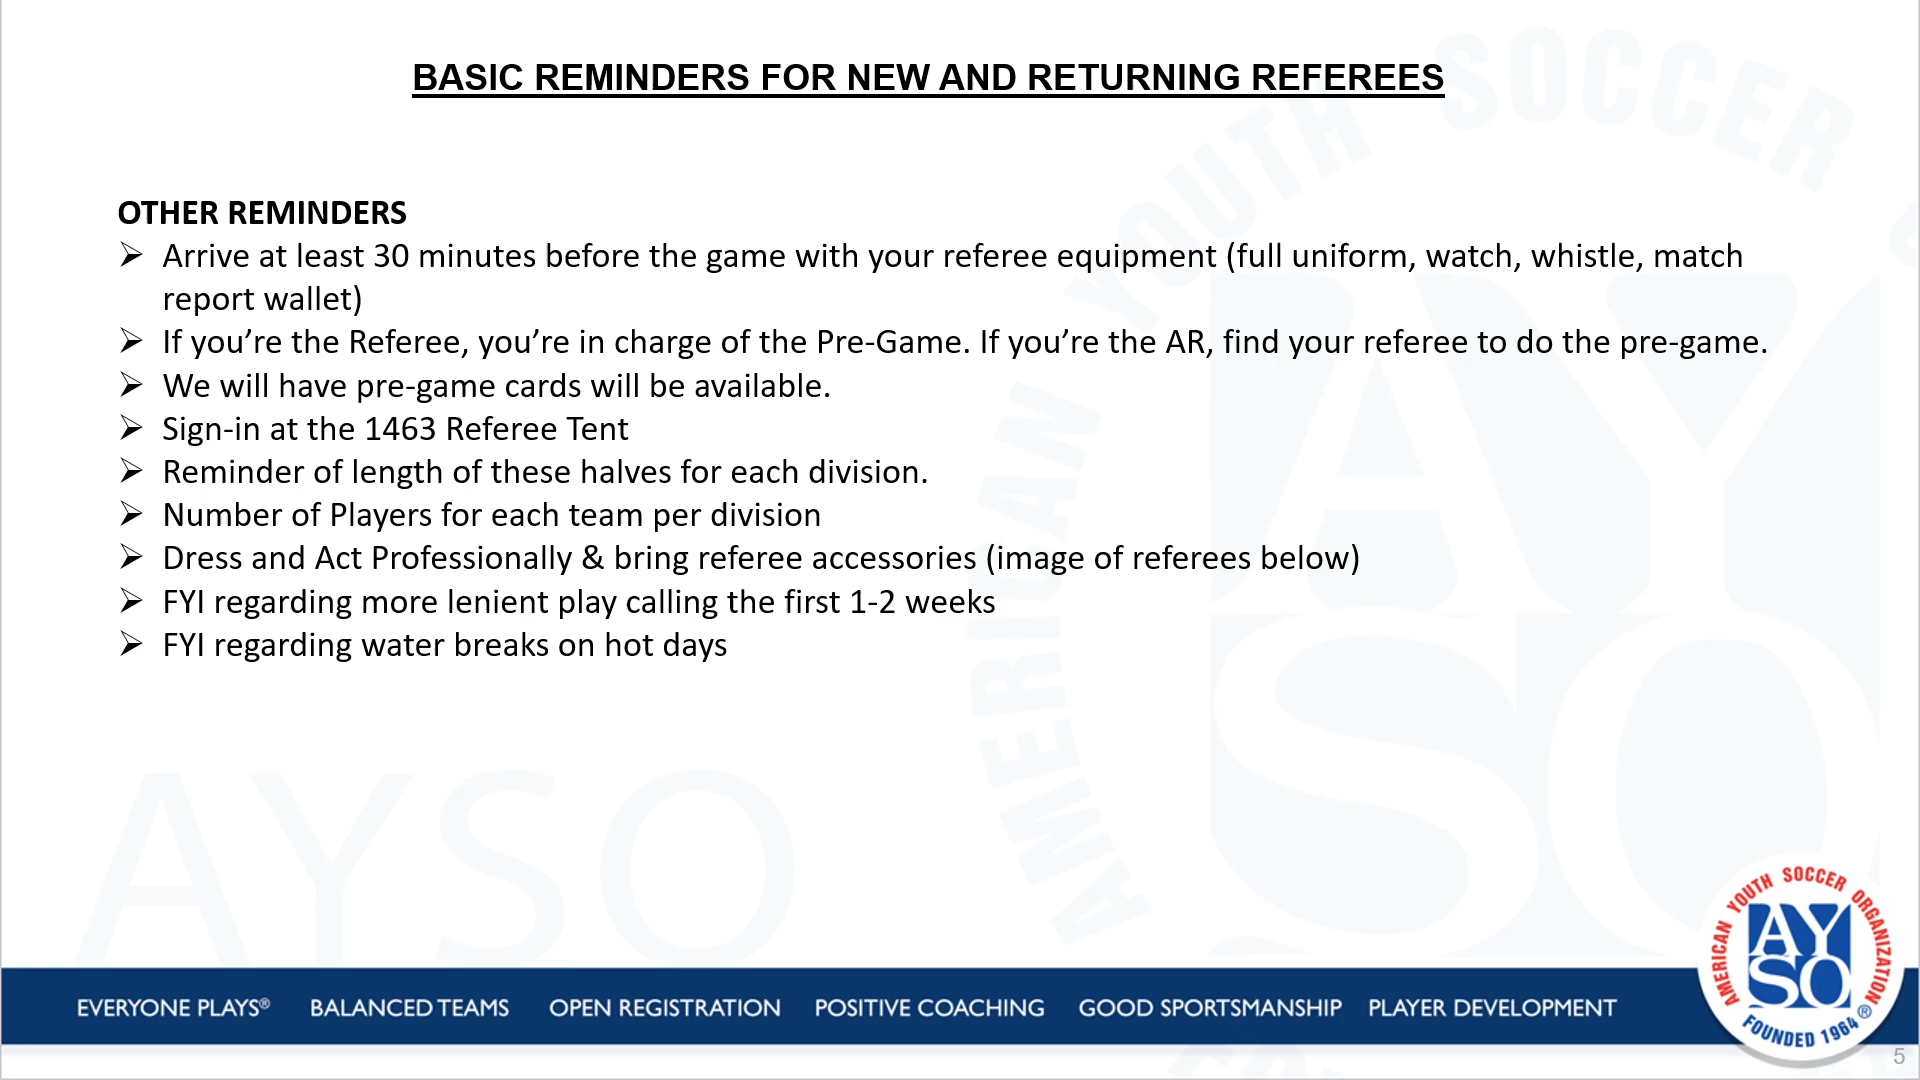 BASIC REMINDERS FOR NEW AND RETURNING REFEREES
OTHER REMINDERS
➢ Arrive at least 30 minutes before the game with your referee equipment (full uniform, watch, whistle, match
report wallet)
➢ If you’re the Referee, you’re in charge of the Pre-Game. If you’re the AR, find your referee to do the pre-game.
➢ We will have pre-game cards will be available.
➢ Sign-in at the 1463 Referee Tent
➢ Reminder of length of these halves for each division.
➢ Number of Players for each team per division
➢ Dress and Act Professionally & bring referee accessories (image of referees below)
➢ FYI regarding more lenient play calling the first 1-2 weeks
➢ FYI regarding water breaks on hot days
AMERICAN YOUTH SOCCER
AYSO
AYSO
EVERYONE PLAYS® BALANCED TEAMS OPEN REGISTRATION POSITIVE COACHING GOOD SPORTSMANSHIP PLAYER DEVELOPMENT
AMERICAN YOUTH SOCCER ORGANIZATION
AY
SO
®
FOUNDED 1964
5